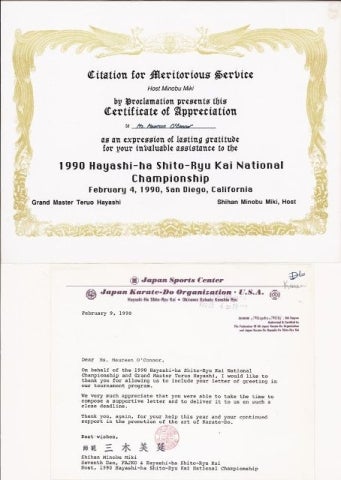 Citation for Meritorious Service
Host Minobu Miki
by Proclamation presents this
Certificate of Appreciation
to Ms. Maureen O'Connor
as an expression of lasting gratitude
for your invaluable assistance to the
1990 Hayashi-ha Shito-Ryu Kai National
Championship
February 4, 1990, San Diego, California
Grand Master Teruo Hayashi
Shihan Minobu Miki, Host
Japan Sports Center
Japan Karate-Do Organization • U.S.A.
February 9, 1990
Dear Ms. Maureen O'Connor,
On behalf of the 1990 Hayashi-ha Shito-Ryu Kai National
Championship and Grand Master Teruo Hayashi, I would like to
thank you for allowing us to include your letter of greeting in
our tournament program.
We very much appreciate that you were able to take the time to
compose a supportive letter and to deliver it to us on such a
close deadline.
Thank you, again, for your help this year and your continued
support in the promotion of the art of Karate-do.
Best wishes,
師範 三木美延
Shihan Minobu Miki
Seventh Dan, FAJKO & Hayashi-ha Shito-Ryu Kai
Host, 1990 Hayashi-ha Shito-Ryu Kai National Championship